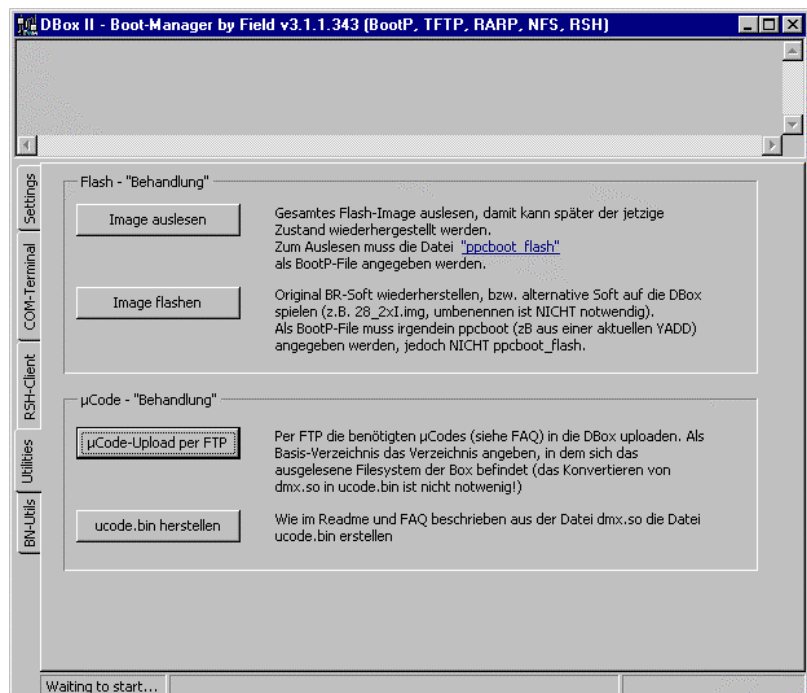 DBox II - Boot-Manager by Field v3.1.1.343 (BootP, TFTP, RARP, NFS, RSH)
Settings
COM-Terminal
RSH-Client
Utilities
BN-Utils
Flash - "Behandlung"
Image auslesen
Gesamtes Flash-Image auslesen, damit kann später der jetzige
Zustand wiederhergestellt werden.
Zum Auslesen muss die Datei "ppcboot_flash"
als BootP-File angegeben werden.
Image flashen
Original BR-Soft wiederherstellen, bzw. alternative Soft auf die DBox
spielen (z.B. 28_2xI.img, umbenennen ist NICHT notwendig).
Als BootP-File muss irgendein ppcboot (zB aus einer aktuellen YADD)
angegeben werden, jedoch NICHT ppcboot_flash.
µCode - "Behandlung"
µCode-Upload per FTP
Per FTP die benötigten µCodes (siehe FAQ) in die DBox uploaden. Als
Basis-Verzeichnis das Verzeichnis angeben, in dem sich das
ausgelesene Filesystem der Box befindet (das Konvertieren von
dmx.so in ucode.bin ist nicht notwenig!)
ucode.bin herstellen
Wie im Readme und FAQ beschrieben aus der Datei dmx.so die Datei
ucode.bin erstellen
Waiting to start...